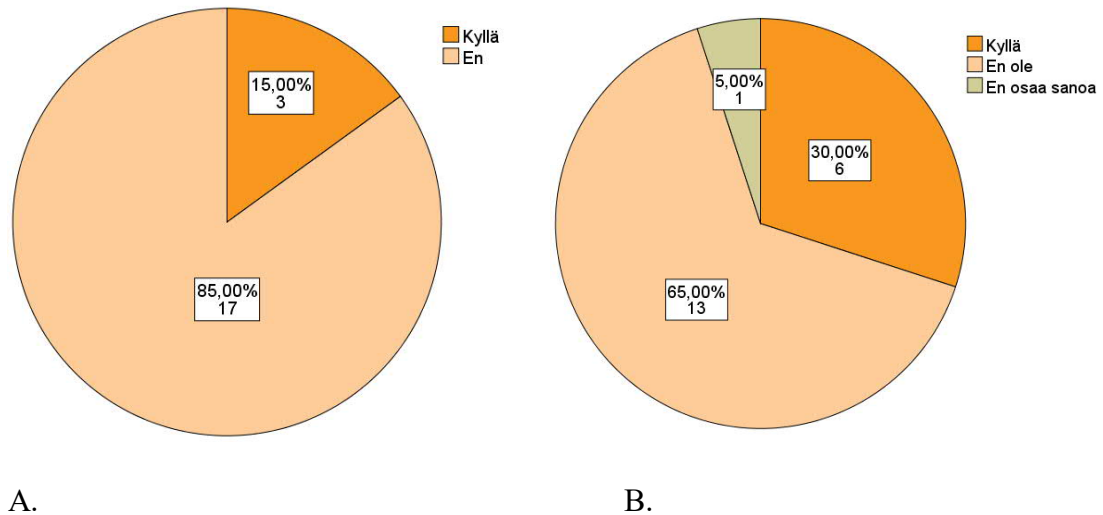 Kyllä
En
15,00%
3
85,00%
17
A.
Kyllä
En ole
En osaa sanoa
5,00%
1
30,00%
6
65,00%
13
B.